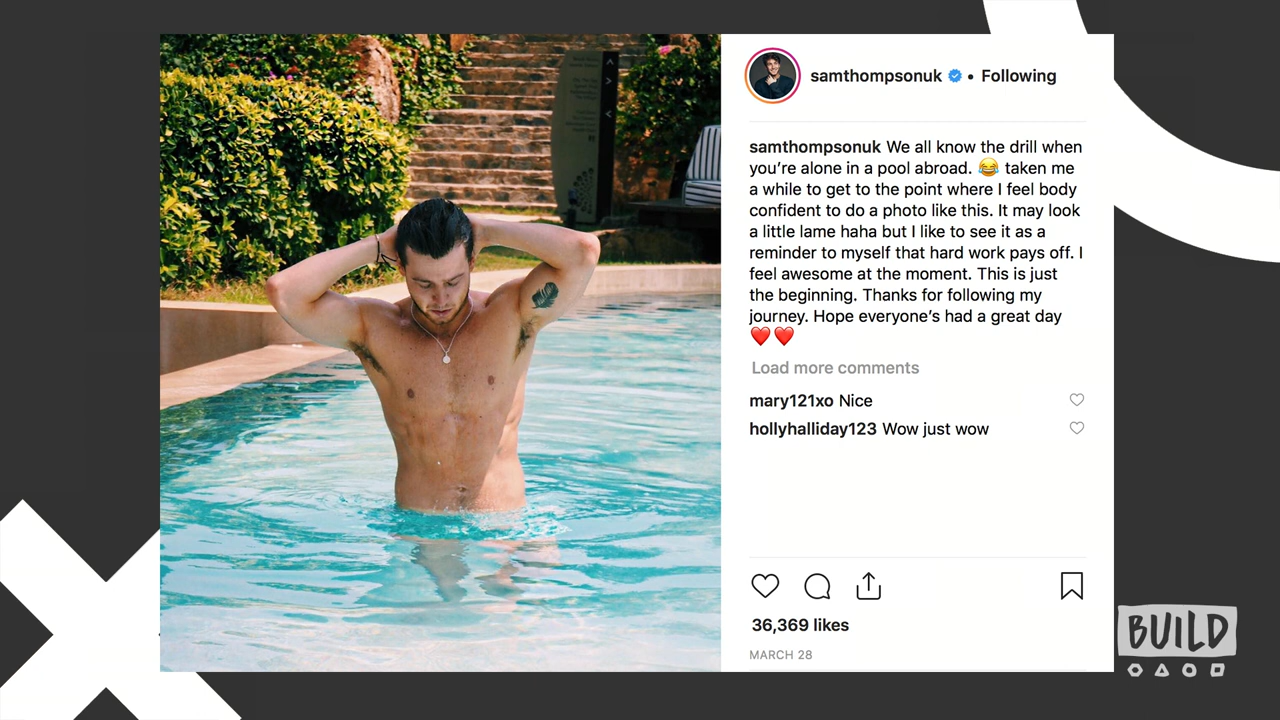 samthompsonuk • Following
samthompsonuk We all know the drill when
you're alone in a pool abroad. 😂 taken me
a while to get to the point where I feel body
confident to do a photo like this. It may look
a little lame haha but I like to see it as a
reminder to myself that hard work pays off. I
feel awesome at the moment. This is just
the beginning. Thanks for following my
journey. Hope everyone's had a great day
❤️❤️
Load more comments
mary121xo Nice
hollyhalliday123 Wow just wow
36,369 likes
MARCH 28
BUILD